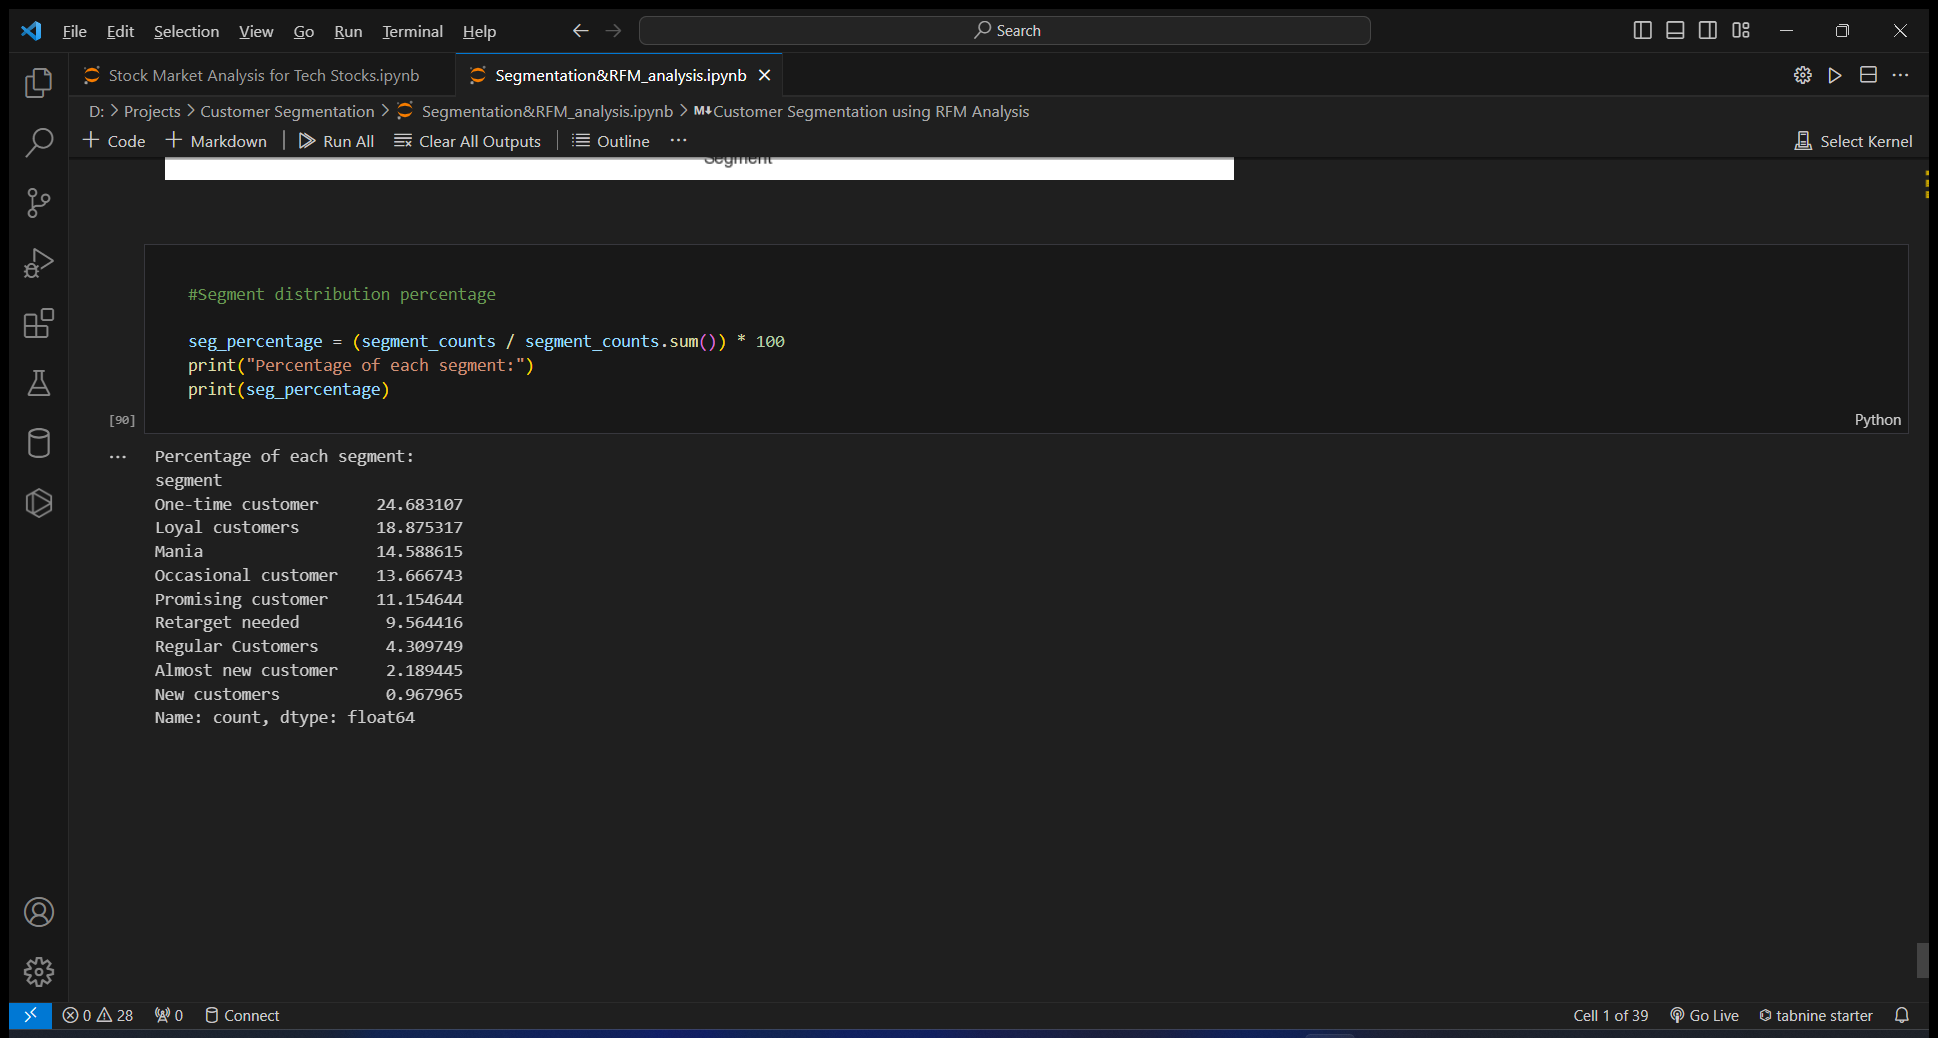 File Edit Selection View Go Run Terminal Help Search
Stock Market Analysis for Tech Stocks.ipynb Segmentation&RFM_analysis.ipynb
D: > Projects > Customer Segmentation > Segmentation&RFM_analysis.ipynb > M↓Customer Segmentation using RFM Analysis
+ Code + Markdown Run All Clear All Outputs Outline ... Select Kernel
Segment
#Segment distribution percentage
seg_percentage = (segment_counts / segment_counts.sum()) * 100
print("Percentage of each segment:")
print(seg_percentage)
[90] Python
... Percentage of each segment:
segment
One-time customer 24.683107
Loyal customers 18.875317
Mania 14.588615
Occasional customer 13.666743
Promising customer 11.154644
Retarget needed 9.564416
Regular Customers 4.309749
Almost new customer 2.189445
New customers 0.967965
Name: count, dtype: float64
0 28 0 Connect Cell 1 of 39 Go Live tabnine starter